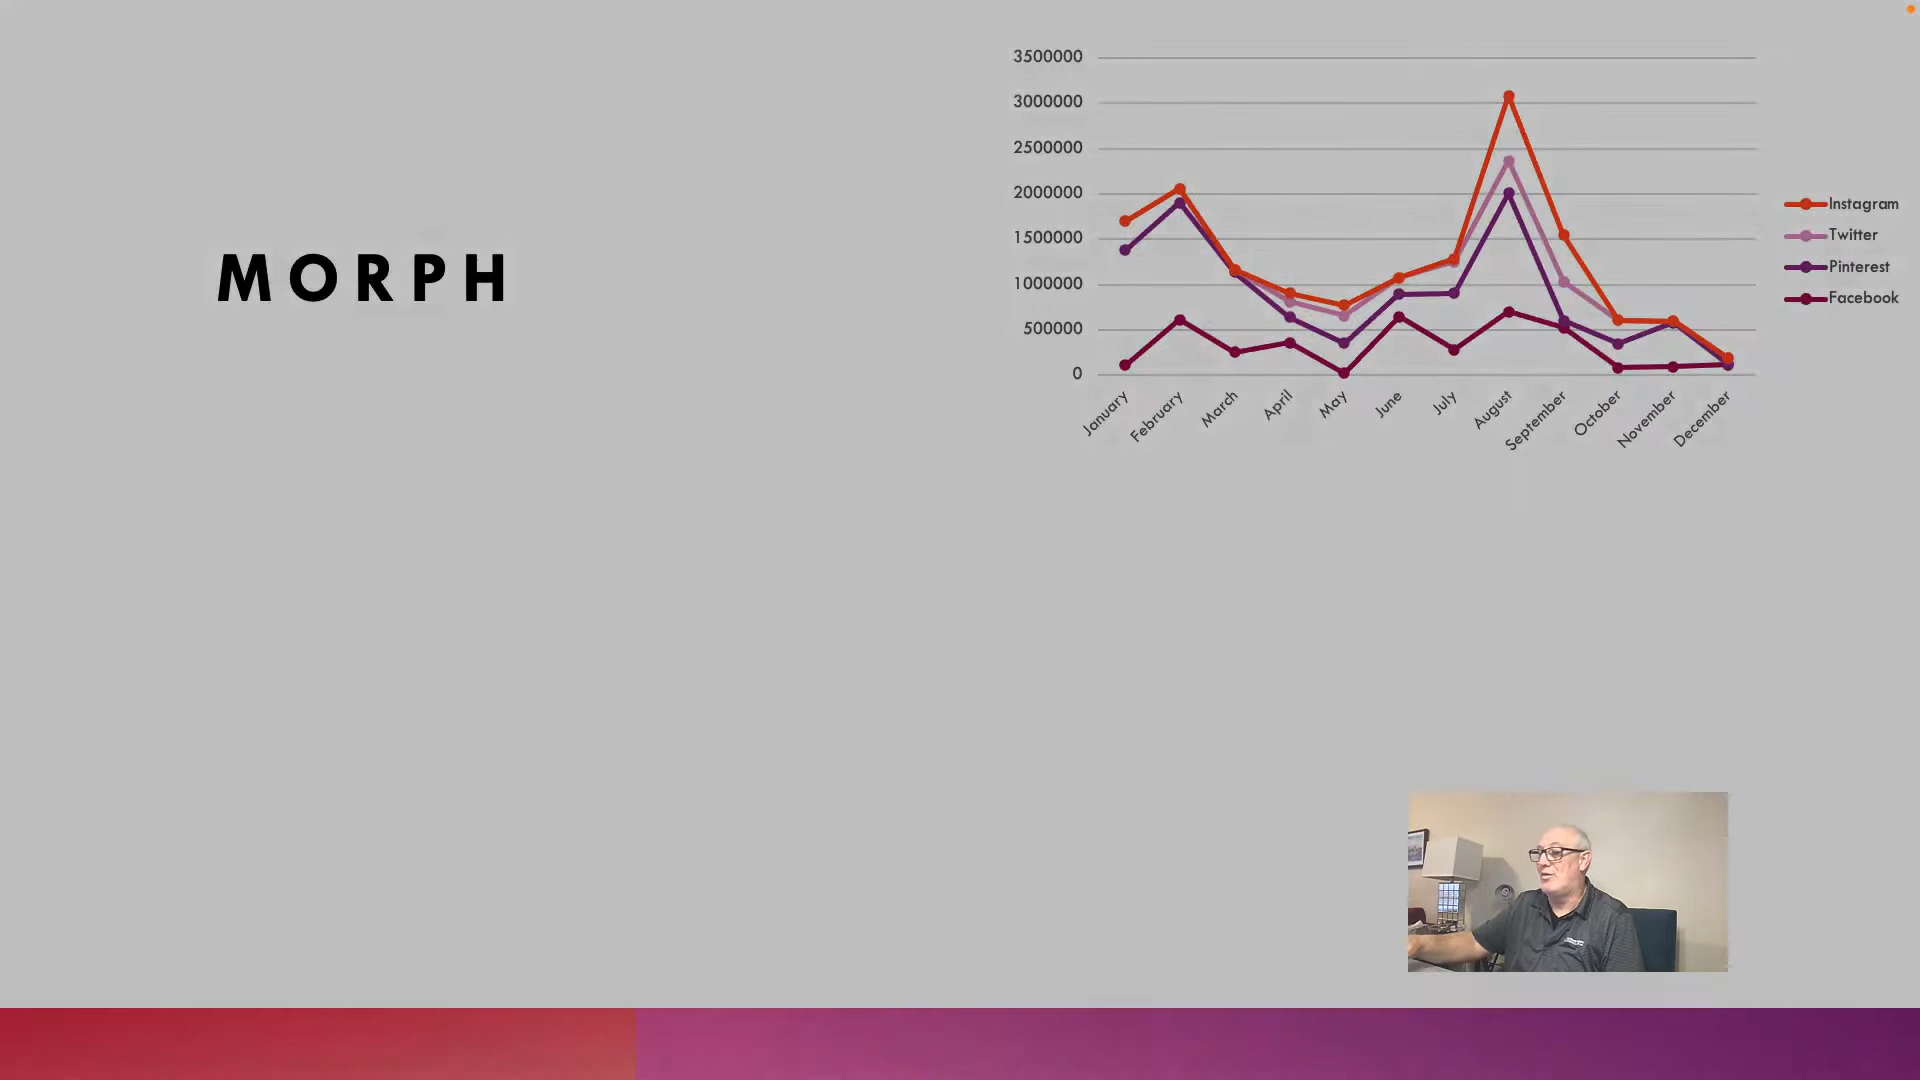 MORPH
3500000
3000000
2500000
2000000
1500000
1000000
500000
0
January
February
March
April
May
June
July
August
September
October
November
December
Instagram
Twitter
Pinterest
Facebook